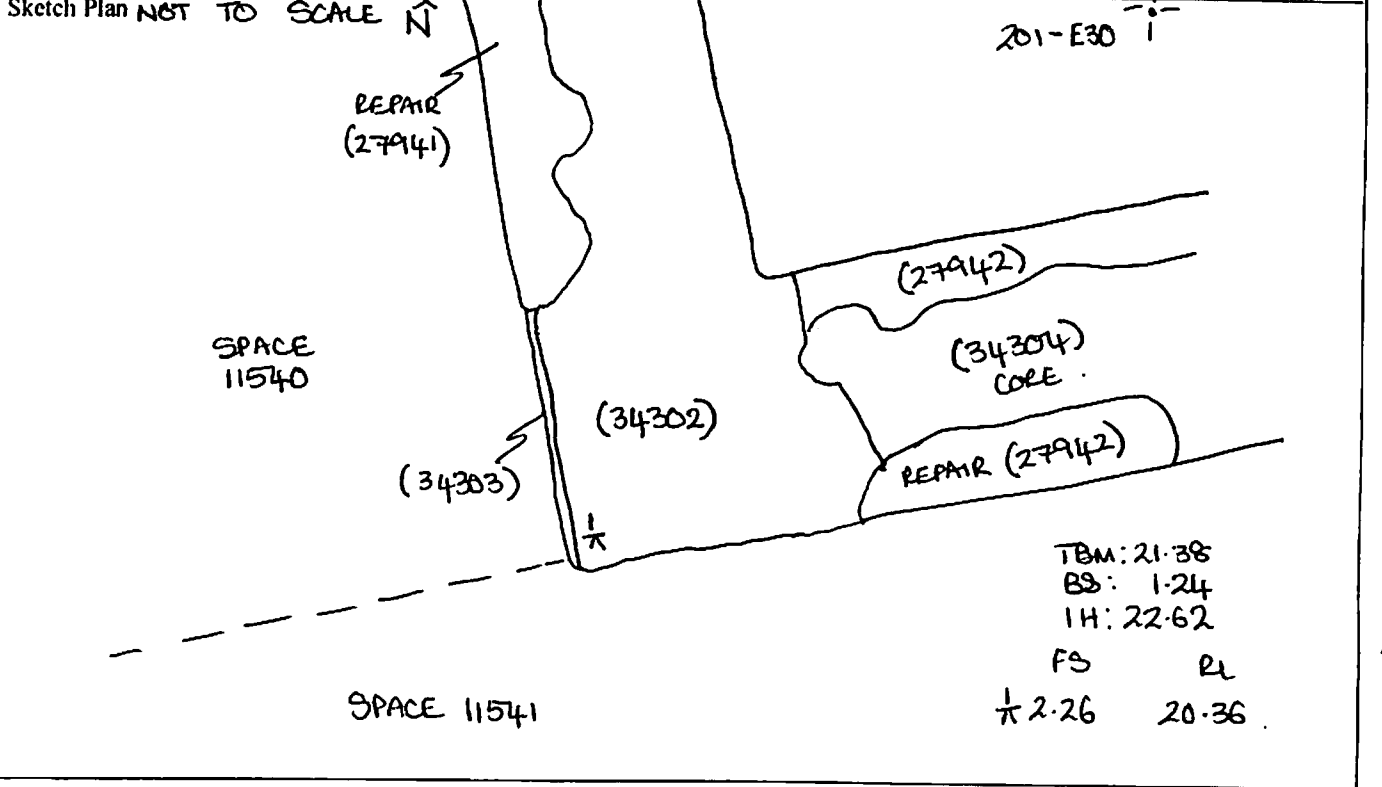 Sketch Plan NOT TO SCALE N
201-E30
REPAIR
(27941)
(27942)
SPACE
11540
(34304)
CORE.
(34302)
(34303)
REPAIR (27942)
TBM: 21.38
BS: 1.24
IH: 22.62
FS RL
2.26 20.36.
SPACE 11541